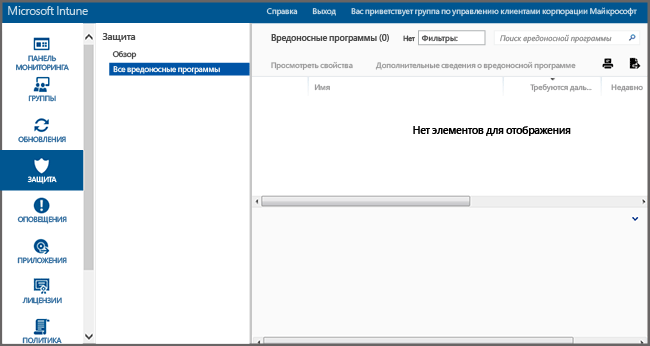 Microsoft Intune
Справка Выход Вас приветствует группа по управлению клиентами корпорации Майкрософт
ПАНЕЛЬ
МОНИТОРИНГА
ГРУППЫ
ОБНОВЛЕНИЯ
ЗАЩИТА
ОПОВЕЩЕНИЯ
ПРИЛОЖЕНИЯ
ЛИЦЕНЗИИ
ПОЛИТИКА
Защита
Обзор
Все вредоносные программы
Вредоносные программы (0) Нет Фильтры: Поиск вредоносной программы
Просмотреть свойства Дополнительные сведения о вредоносной программе
Имя Требуются даль... Недавно
Нет элементов для отображения